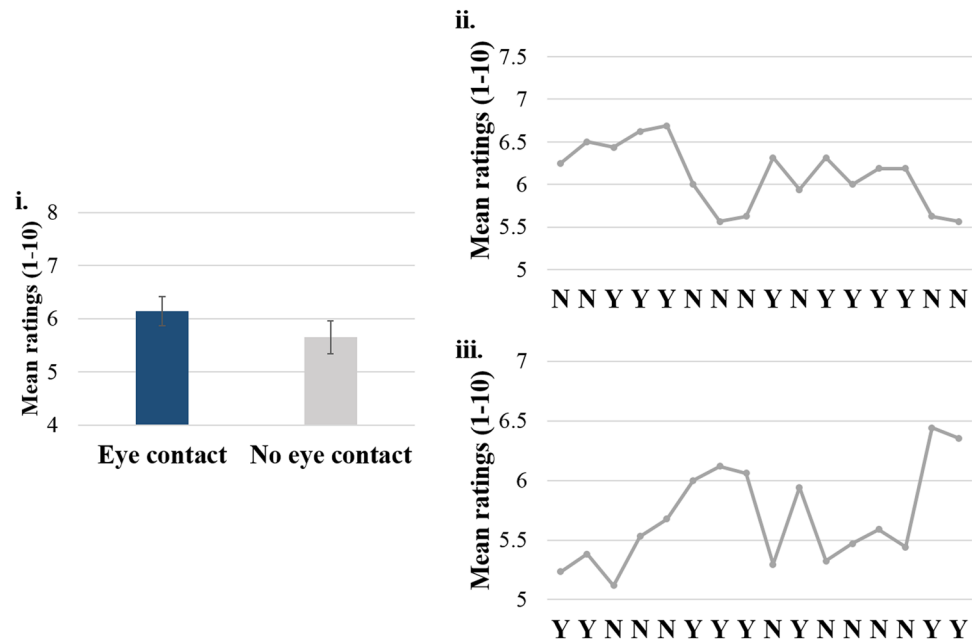 i.
Mean ratings (1-10)
8
7
6
5
4
Eye contact No eye contact
ii.
Mean ratings (1-10)
7.5
7
6.5
6
5.5
5
N N Y Y Y N N N Y N Y Y Y Y N N
iii.
Mean ratings (1-10)
7
6.5
6
5.5
5
Y Y N N N Y Y Y N Y N N N N Y Y